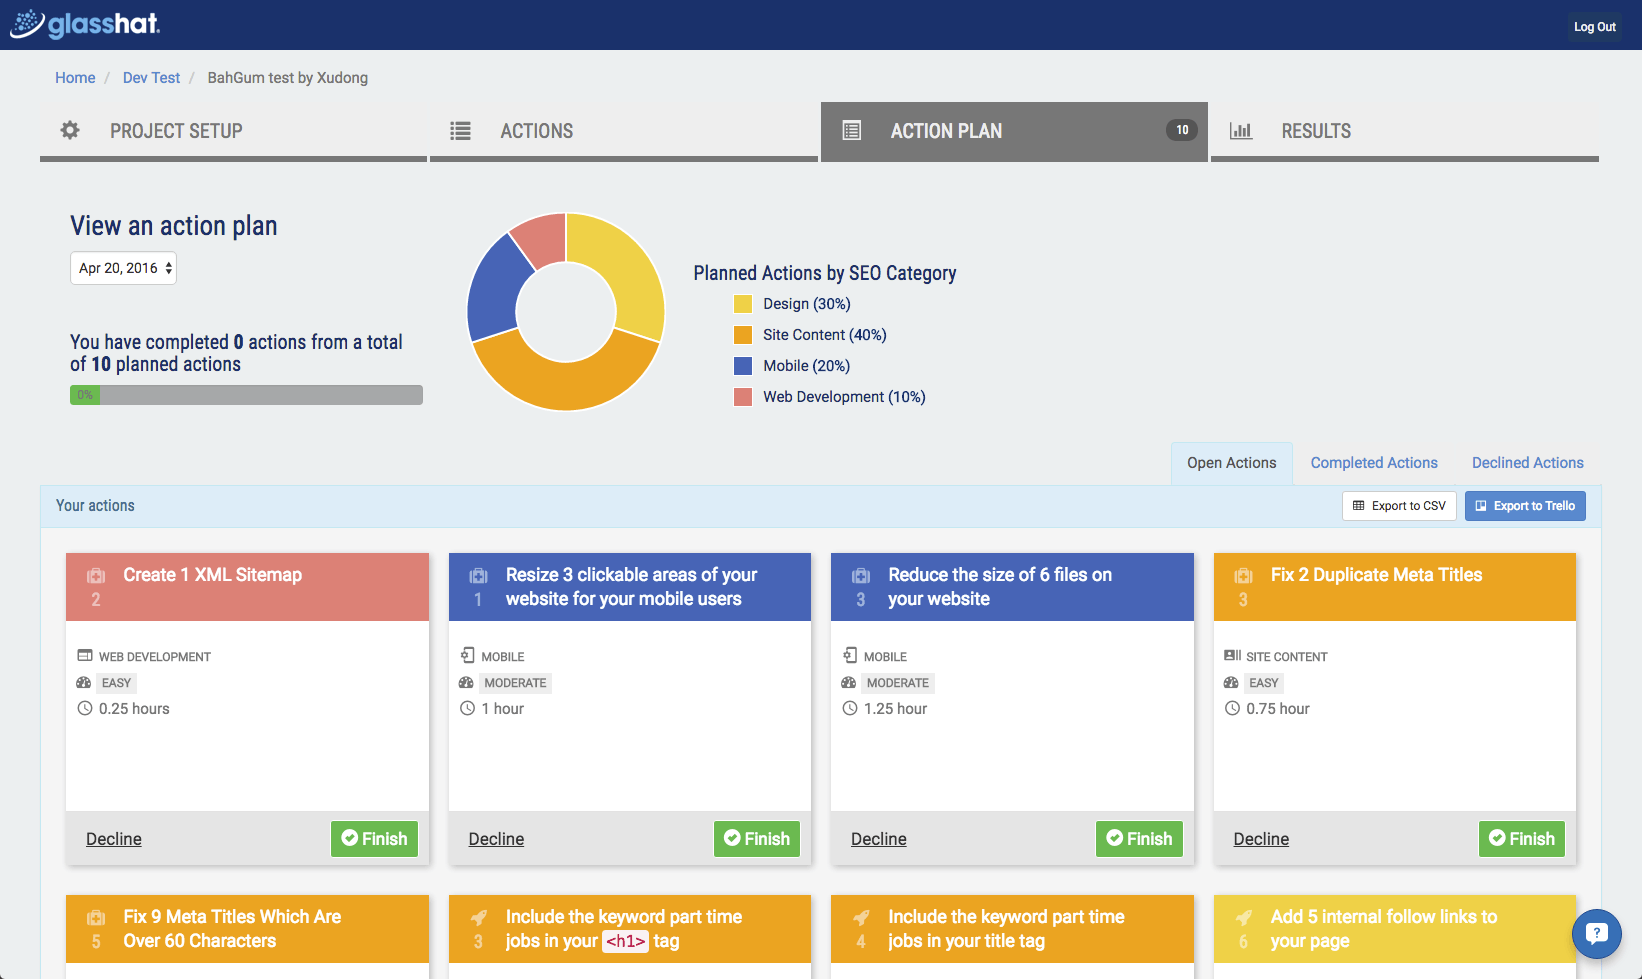 glasshat.
Log Out
Home / Dev Test / BahGum test by Xudong
PROJECT SETUP
ACTIONS
ACTION PLAN
10
RESULTS
View an action plan
Apr 20, 2016
You have completed 0 actions from a total
of 10 planned actions
0%
Planned Actions by SEO Category
Design (30%)
Site Content (40%)
Mobile (20%)
Web Development (10%)
Open Actions
Completed Actions
Declined Actions
Your actions
Export to CSV
Export to Trello
Create 1 XML Sitemap
2
WEB DEVELOPMENT
EASY
0.25 hours
Decline
Finish
Resize 3 clickable areas of your
website for your mobile users
1
MOBILE
MODERATE
1 hour
Decline
Finish
Reduce the size of 6 files on
your website
3
MOBILE
MODERATE
1.25 hour
Decline
Finish
Fix 2 Duplicate Meta Titles
3
SITE CONTENT
EASY
0.75 hour
Decline
Finish
Fix 9 Meta Titles Which Are
Over 60 Characters
5
Include the keyword part time
jobs in your <h1> tag
3
Include the keyword part time
jobs in your title tag
4
Add 5 internal follow links to
your page
6
?